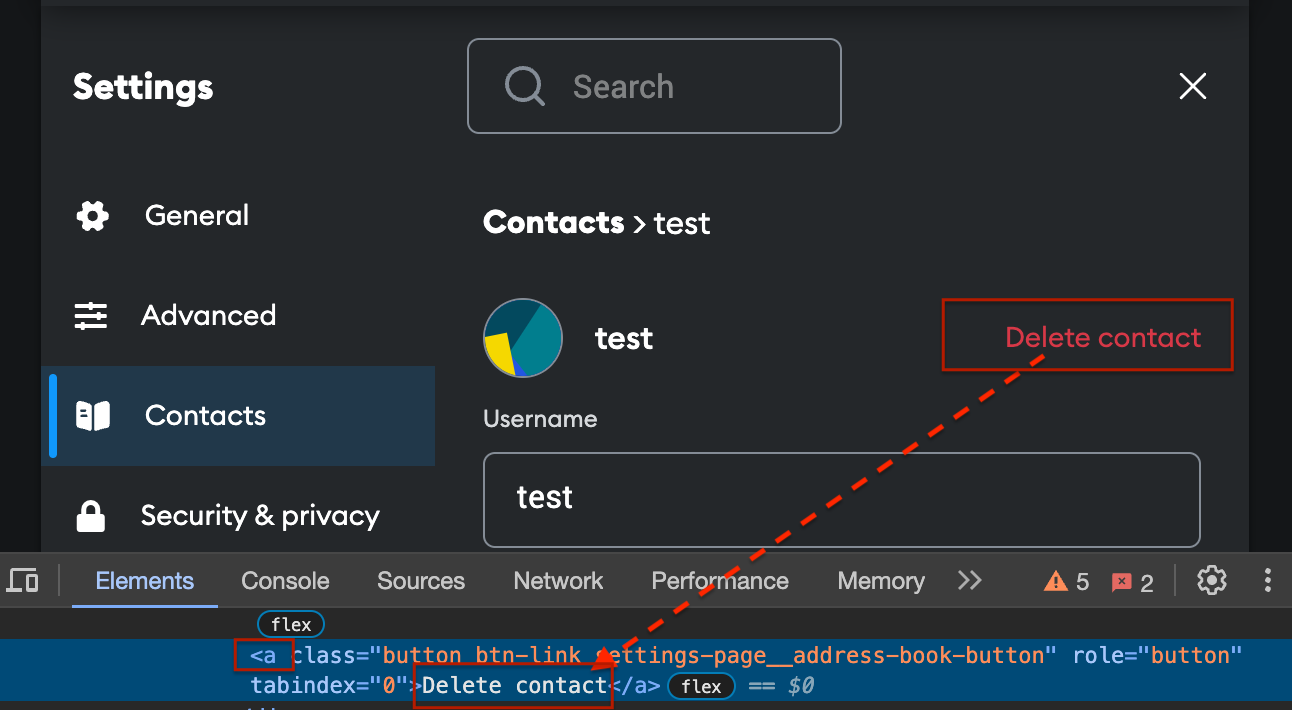 Settings
Search
General
Advanced
Contacts
Security & privacy
Contacts › test
test
Delete contact
Username
test
Elements Console Sources Network Performance Memory 5 2
flex
<a class="button btn-link settings-page__address-book-button" role="button"
tabindex="0">Delete contact</a> flex == $0